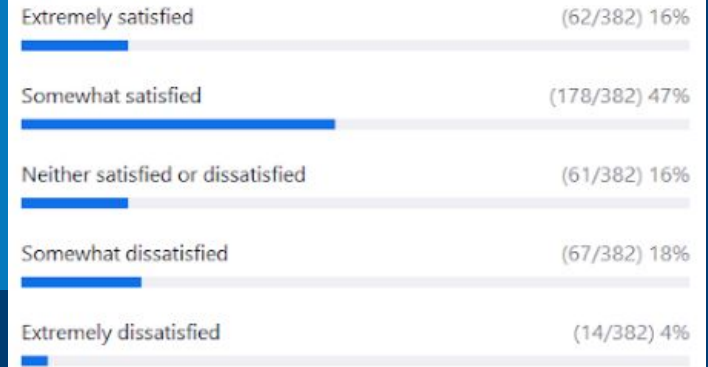 Extremely satisfied (62/382) 16%
Somewhat satisfied (178/382) 47%
Neither satisfied or dissatisfied (61/382) 16%
Somewhat dissatisfied (67/382) 18%
Extremely dissatisfied (14/382) 4%